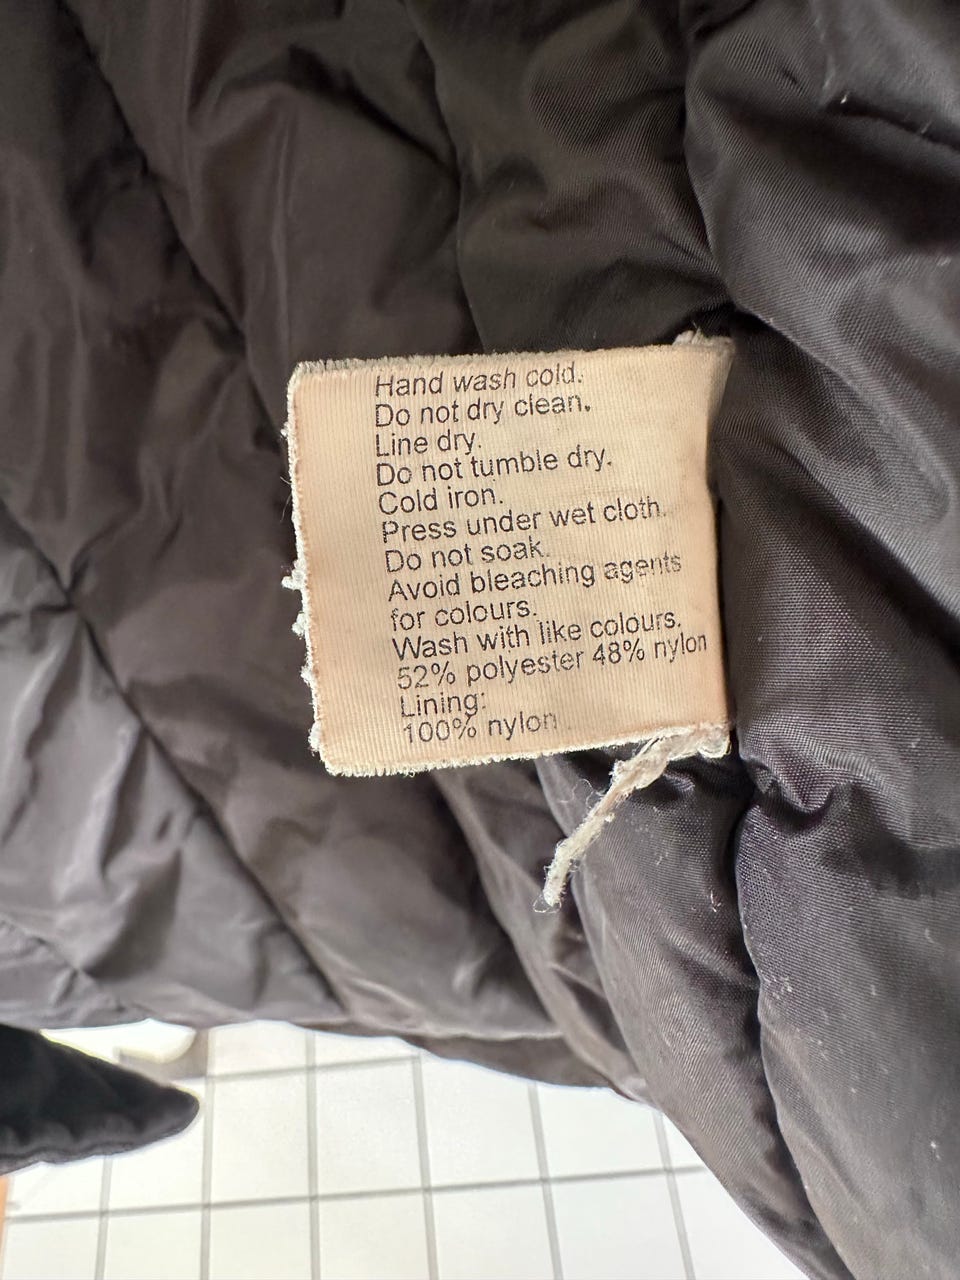 Hand wash cold.
Do not dry clean.
Line dry.
Do not tumble dry.
Cold iron.
Press under wet cloth.
Do not soak.
Avoid bleaching agents
for colours.
Wash with like colours.
52% polyester 48% nylon
Lining:
100% nylon